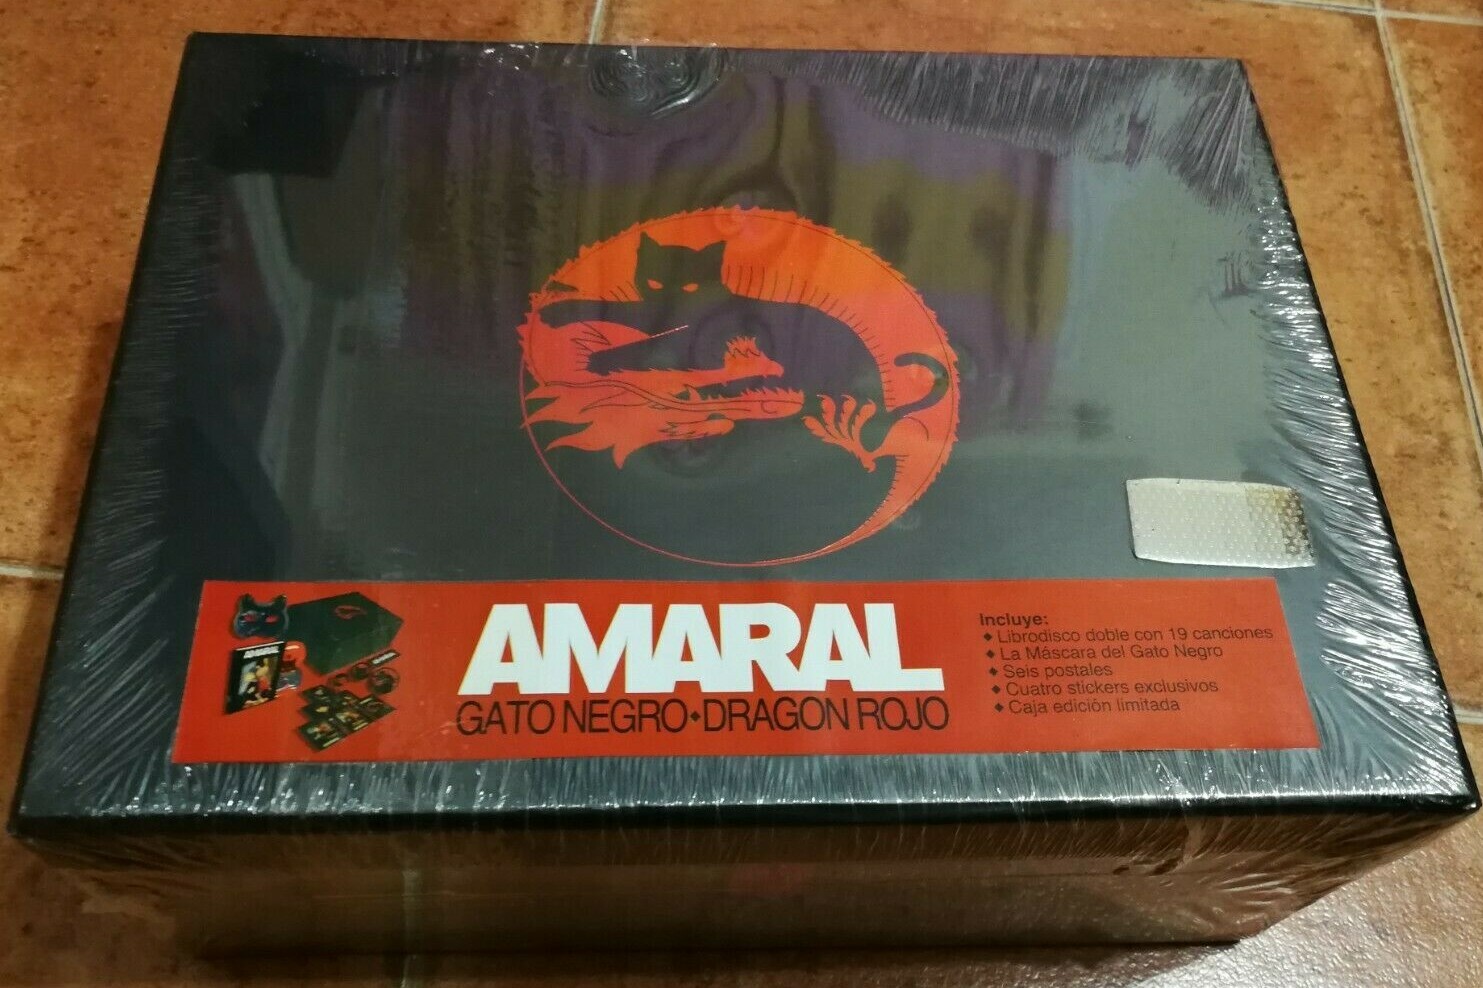 AMARAL
GATO NEGRO◆DRAGON ROJO
Incluye:
◆ Librodisco doble con 19 canciones
◆ La Máscara del Gato Negro
◆ Seis postales
◆ Cuatro stickers exclusivos
◆ Caja edición limitada
AMARAL